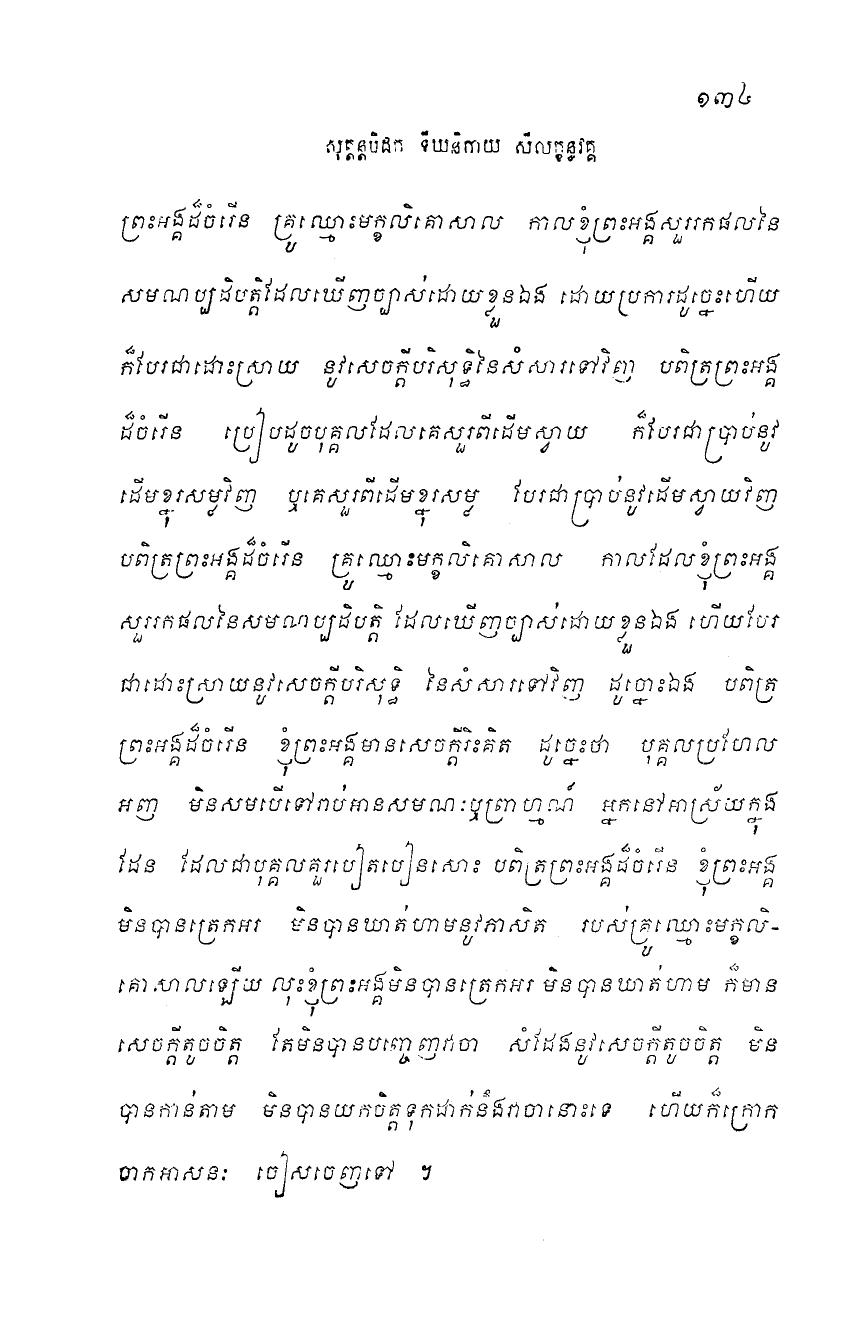 ១៣៤
សុត្តន្តបិដក ទីឃនិកាយ សីលក្ខន្ធវគ្គ
ព្រះអង្គដ៏ចំរើន គ្រូឈ្មោះមក្ខលិគោសាល កាលខ្ញុំព្រះអង្គសួររកផលនៃ
សមណប្បដិបត្តិដែលឃើញច្បាស់ដោយខ្លួនឯង ដោយប្រការដូច្នេះហើយ
ក៏បែរជាដោះស្រាយ នូវសេចក្តីបរិសុទ្ធិនៃសំសារទៅវិញ បពិត្រព្រះអង្គ
ដ៏ចំរើន ប្រៀបដូចបុគ្គលដែលគេសួរពីដើមស្វាយ ក៏បែរជាប្រាប់នូវ
ដើមខ្នុរសម្លវិញ ឬគេសួរពីដើមខ្នុរសម្ល បែរជាប្រាប់នូវដើមស្វាយវិញ
បពិត្រព្រះអង្គដ៏ចំរើន គ្រូឈ្មោះមក្ខលិគោសាល កាលដែលខ្ញុំព្រះអង្គ
សួររកផលនៃសមណប្បដិបត្តិ ដែលឃើញច្បាស់ដោយខ្លួនឯង ហើយបែរ
ជាដោះស្រាយនូវសេចក្តីបរិសុទ្ធិ នៃសំសារទៅវិញ ដូច្នោះឯង បពិត្រ
ព្រះអង្គដ៏ចំរើន ខ្ញុំព្រះអង្គមានសេចក្តីរិះគិត ដូច្នេះថា បុគ្គលប្រហែល
អញ មិនសមបើទៅរាប់អានសមណៈឬព្រាហ្មណ៍ អ្នកនៅអាស្រ័យក្នុង
ដែន ដែលជាបុគ្គលគួរបៀតបៀនសោះ បពិត្រព្រះអង្គដ៏ចំរើន ខ្ញុំព្រះអង្គ
មិនបានត្រេកអរ មិនបានឃាត់ហាមនូវភាសិត របស់គ្រូឈ្មោះមក្ខលិ-
គោសាលឡើយ លុះខ្ញុំព្រះអង្គមិនបានត្រេកអរ មិនបានឃាត់ហាម ក៏មាន
សេចក្តីតូចចិត្ត តែមិនបានបញ្ចេញវាចា សំដែងនូវសេចក្តីតូចចិត្ត មិន
បានកាន់តាម មិនបានយកចិត្តទុកដាក់នឹងវាចានោះទេ ហើយក៏ក្រោក
ចាកអាសនៈ ចៀសចេញទៅ ។